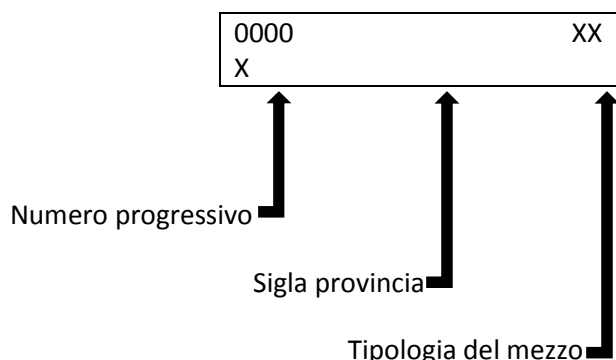 0000 XX
X
Numero progressivo
Sigla provincia
Tipologia del mezzo